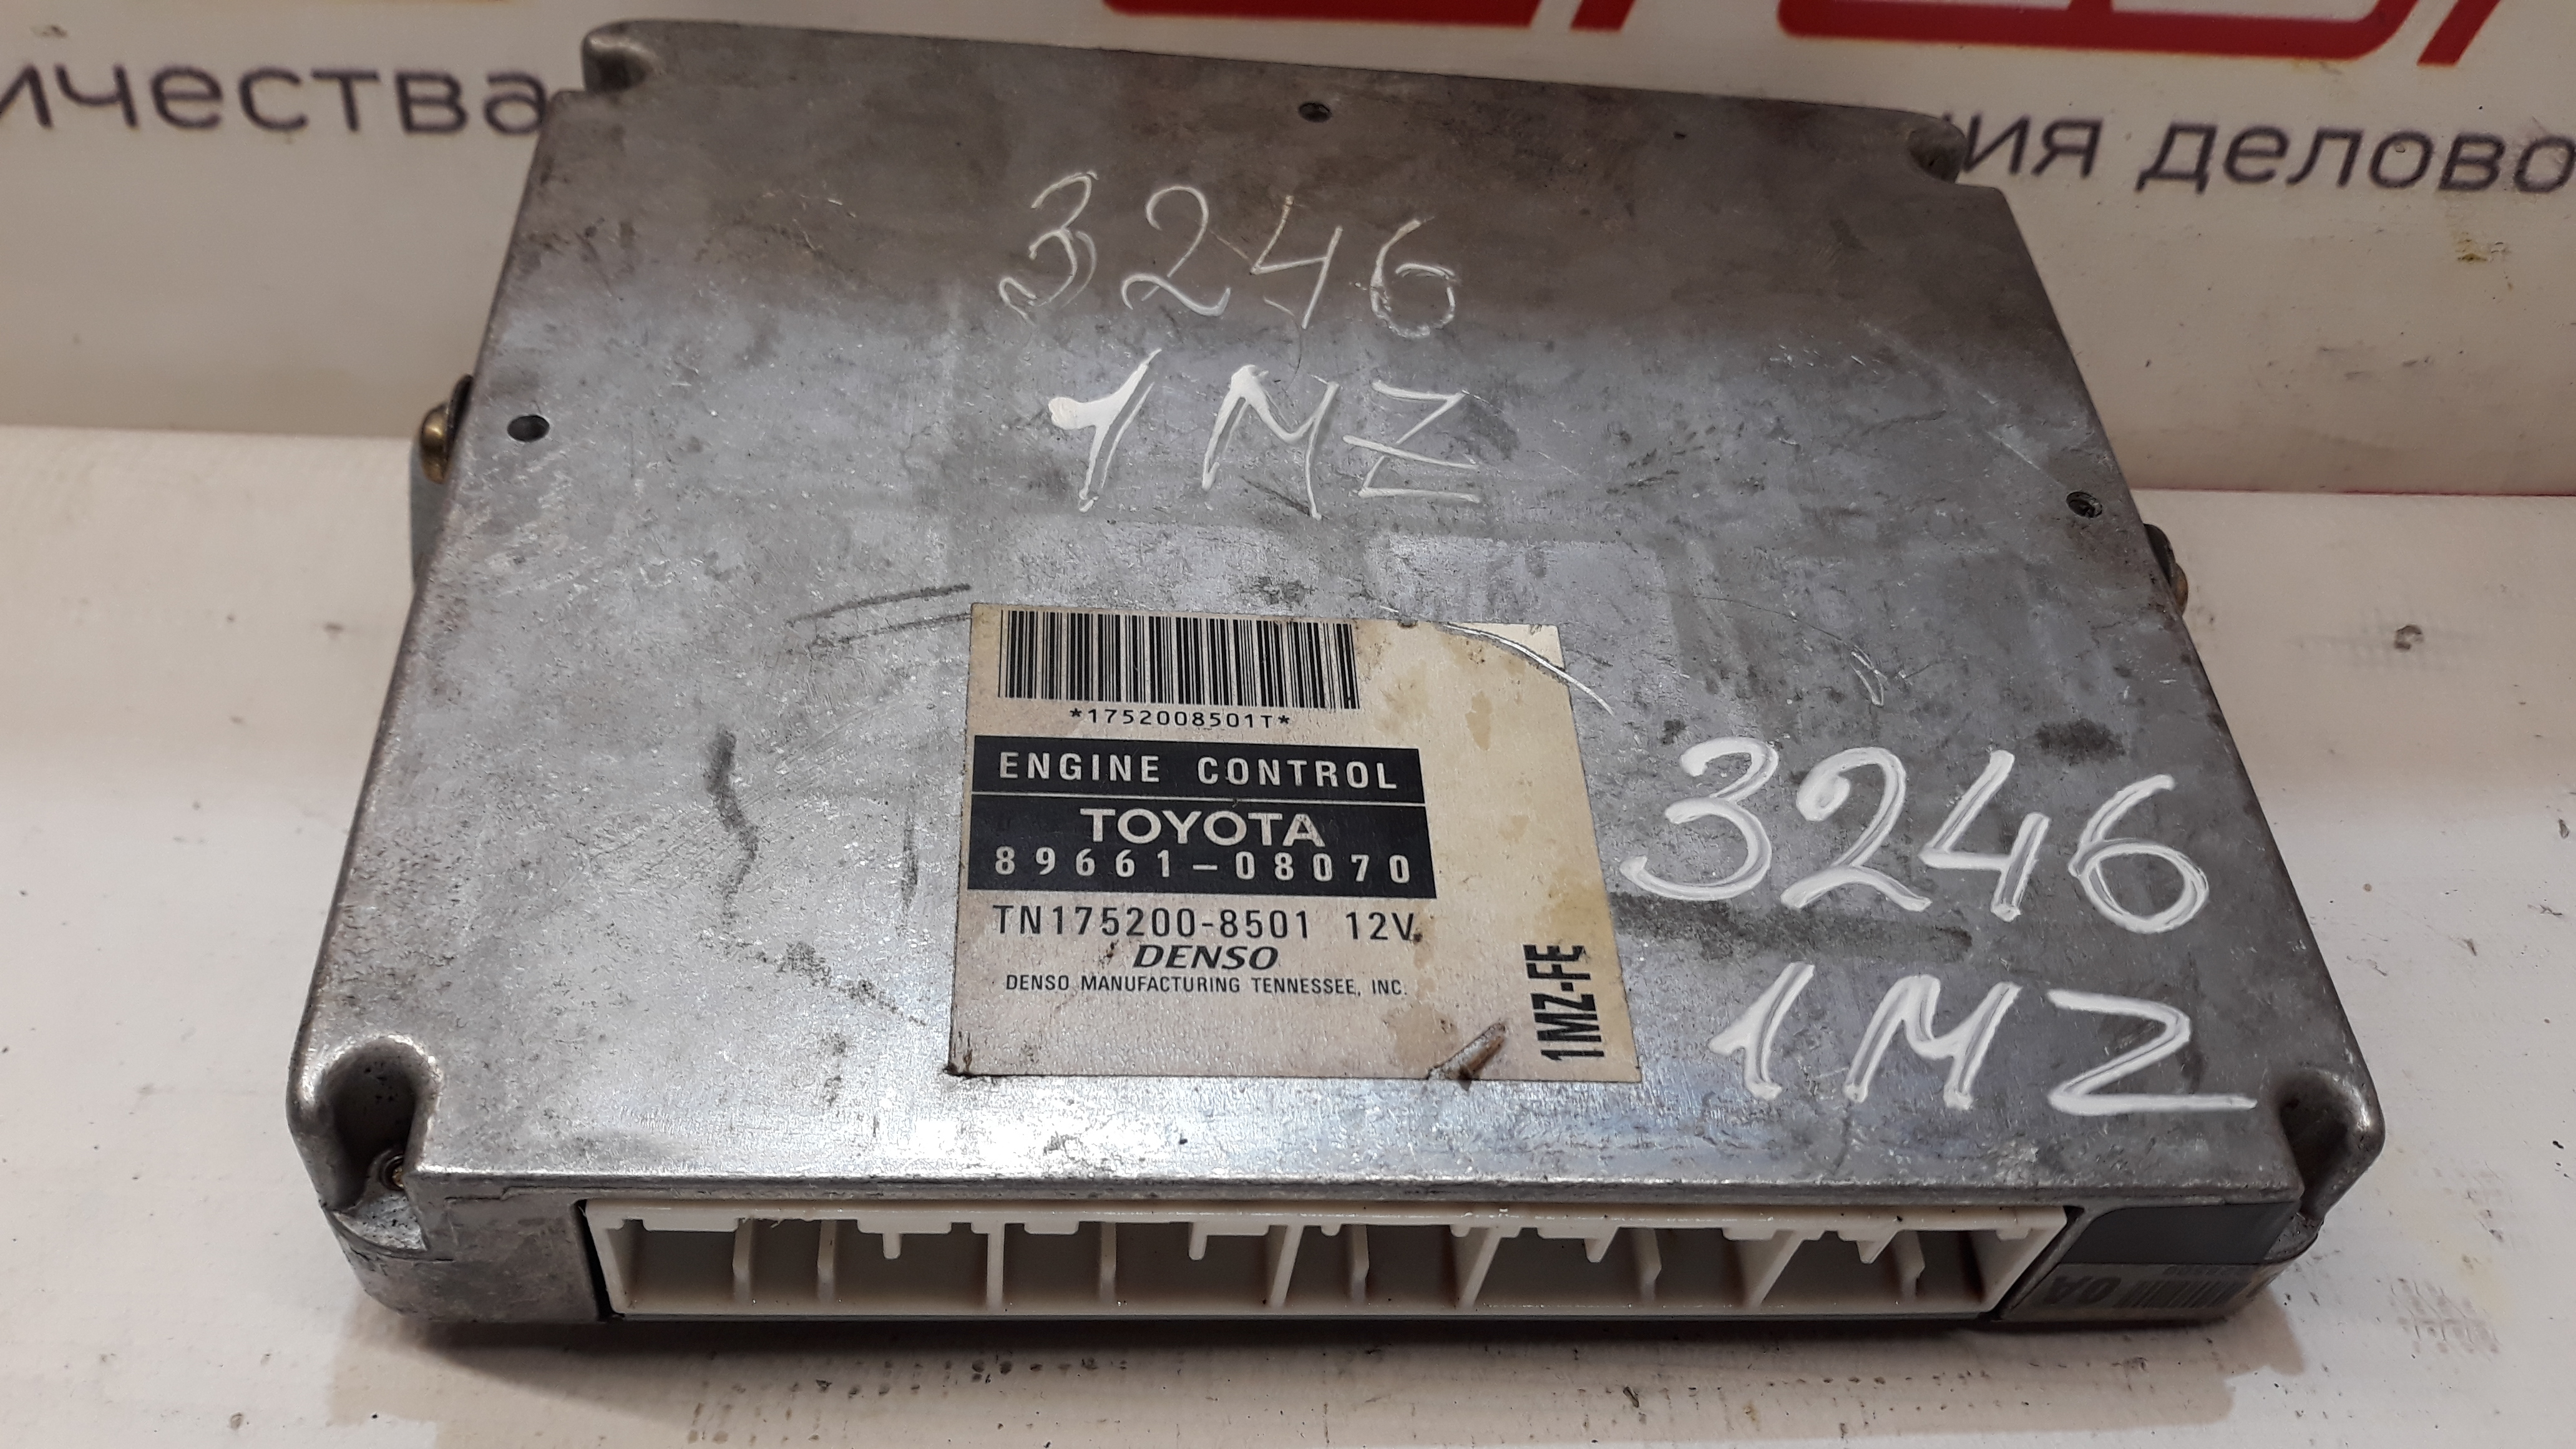 ичества
ия делово
3246
1MZ
*1752008501T*
ENGINE CONTROL
TOYOTA
89661-08070
TN175200-8501 12V
DENSO
DENSO MANUFACTURING TENNESSEE, INC.
1MZ-FE
3246
1MZ